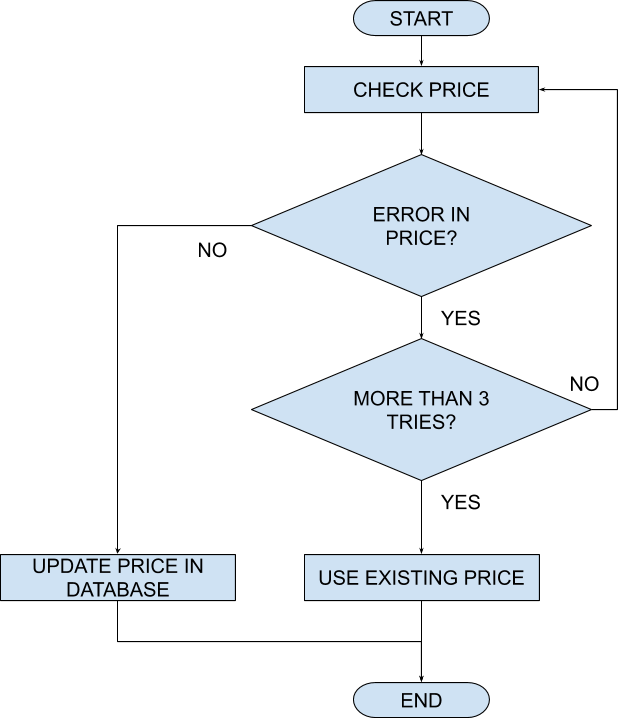 START
CHECK PRICE
ERROR IN
PRICE?
NO
YES
MORE THAN 3
TRIES?
NO
YES
UPDATE PRICE IN
DATABASE
USE EXISTING PRICE
END